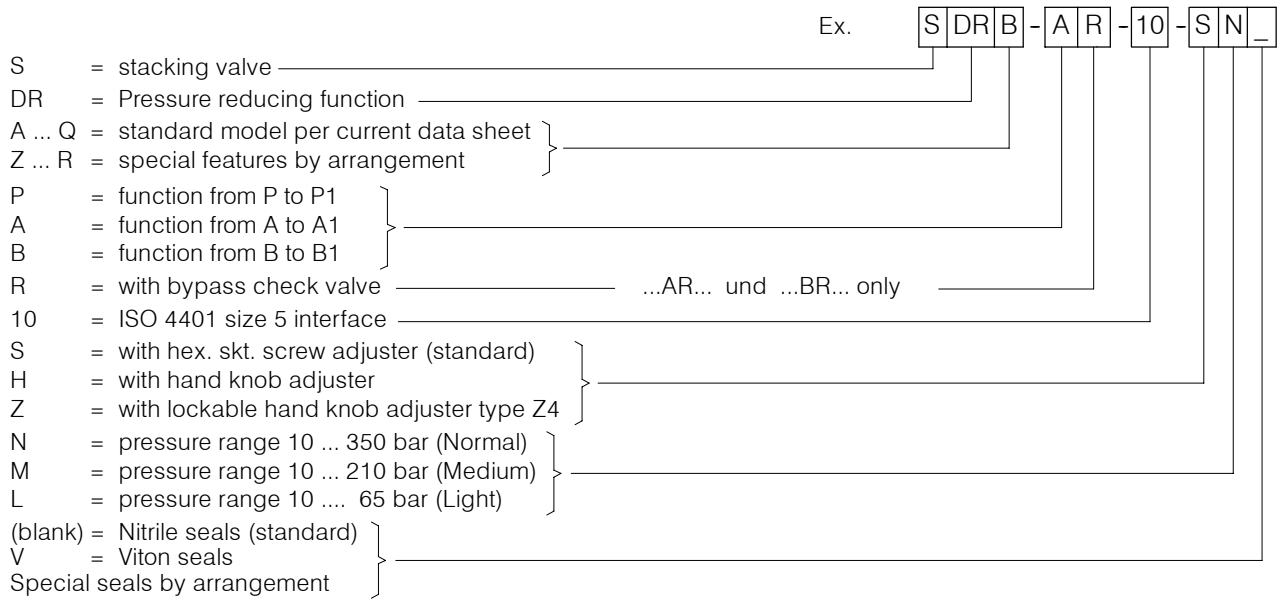 Ex. S DR B - A R - 10 - S N _
S = stacking valve
DR = Pressure reducing function
A ... Q = standard model per current data sheet
Z ... R = special features by arrangement
P = function from P to P1
A = function from A to A1
B = function from B to B1
R = with bypass check valve ...AR... und ...BR... only
10 = ISO 4401 size 5 interface
S = with hex. skt. screw adjuster (standard)
H = with hand knob adjuster
Z = with lockable hand knob adjuster type Z4
N = pressure range 10 ... 350 bar (Normal)
M = pressure range 10 ... 210 bar (Medium)
L = pressure range 10 .... 65 bar (Light)
(blank) = Nitrile seals (standard)
V = Viton seals
Special seals by arrangement